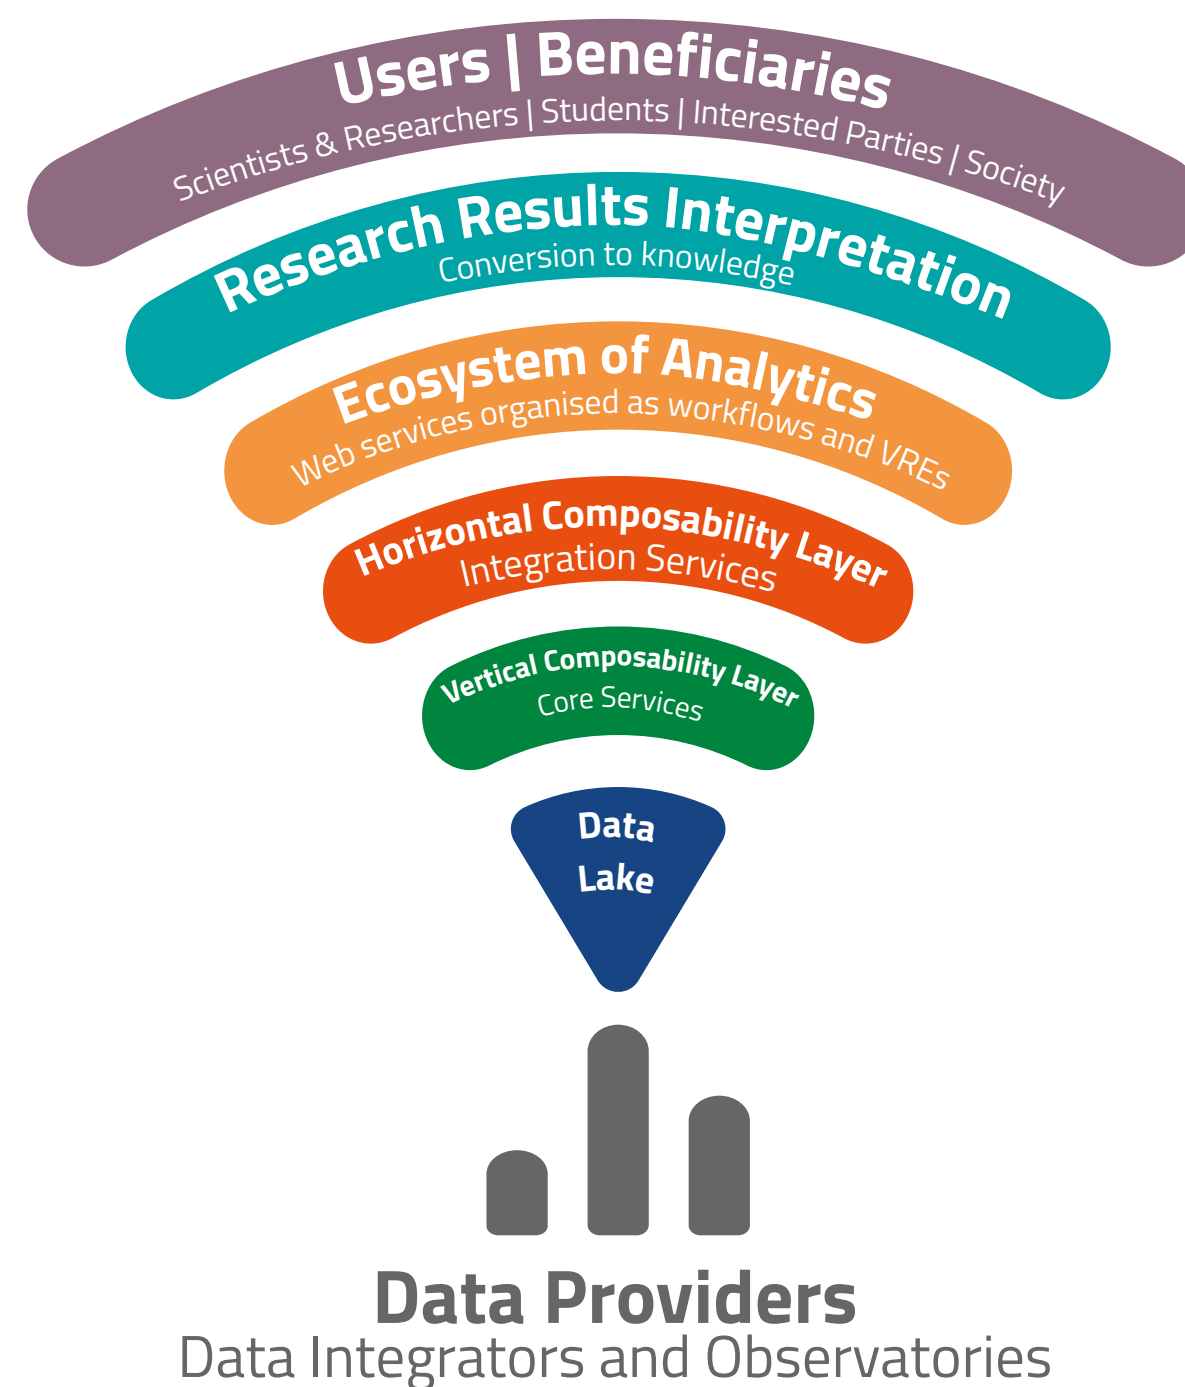 Users | Beneficiaries
Scientists & Researchers | Students | Interested Parties | Society
Research Results Interpretation
Conversion to knowledge
Ecosystem of Analytics
Web services organised as workflows and VREs
Horizontal Composability Layer
Integration Services
Vertical Composability Layer
Core Services
Data
Lake
Data Providers
Data Integrators and Observatories